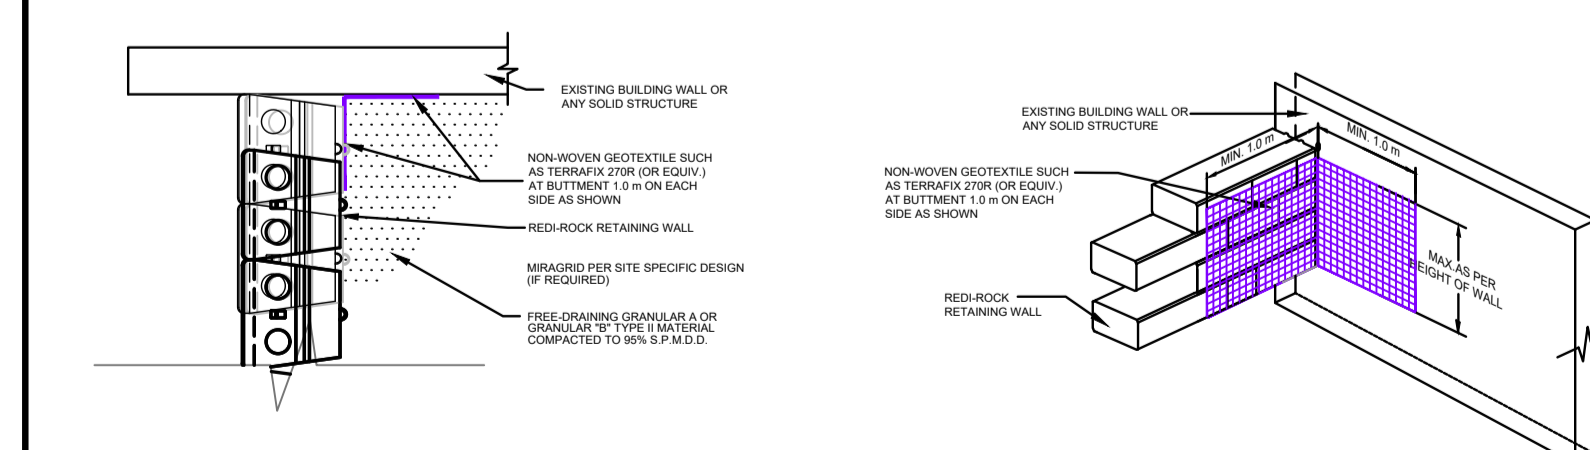 EXISTING BUILDING WALL OR
ANY SOLID STRUCTURE
NON-WOVEN GEOTEXTILE SUCH
AS TERRAFIX 270R (OR EQUIV.)
AT BUTTMENT 1.0 m ON EACH
SIDE AS SHOWN
REDI-ROCK RETAINING WALL
MIRAGRID PER SITE SPECIFIC DESIGN
(IF REQUIRED)
FREE-DRAINING GRANULAR A OR
GRANULAR "B" TYPE II MATERIAL
COMPACTED TO 95% S.P.M.D.D.
EXISTING BUILDING WALL OR
ANY SOLID STRUCTURE
MIN. 1.0 m
MIN. 1.0 m
NON-WOVEN GEOTEXTILE SUCH
AS TERRAFIX 270R (OR EQUIV.)
AT BUTTMENT 1.0 m ON EACH
SIDE AS SHOWN
MAX.AS PER
HEIGHT OF WALL
REDI-ROCK
RETAINING WALL